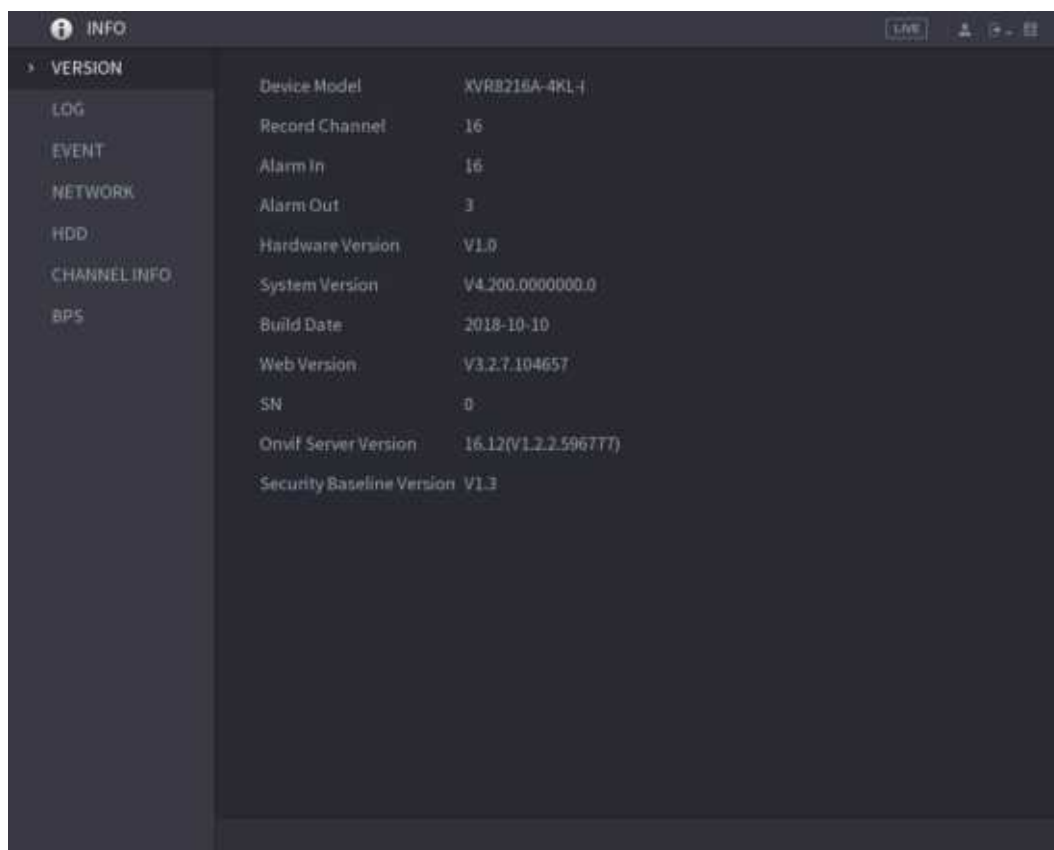 INFO
LIVE
VERSION
LOG
EVENT
NETWORK
HDD
CHANNEL INFO
BPS
Device Model XVR8216A-4KL-I
Record Channel 16
Alarm In 16
Alarm Out 3
Hardware Version V1.0
System Version V4.200.0000000.0
Build Date 2018-10-10
Web Version V3.2.7.104657
SN 0
Onvif Server Version 16.12(V1.2.2.596777)
Security Baseline Version V1.3